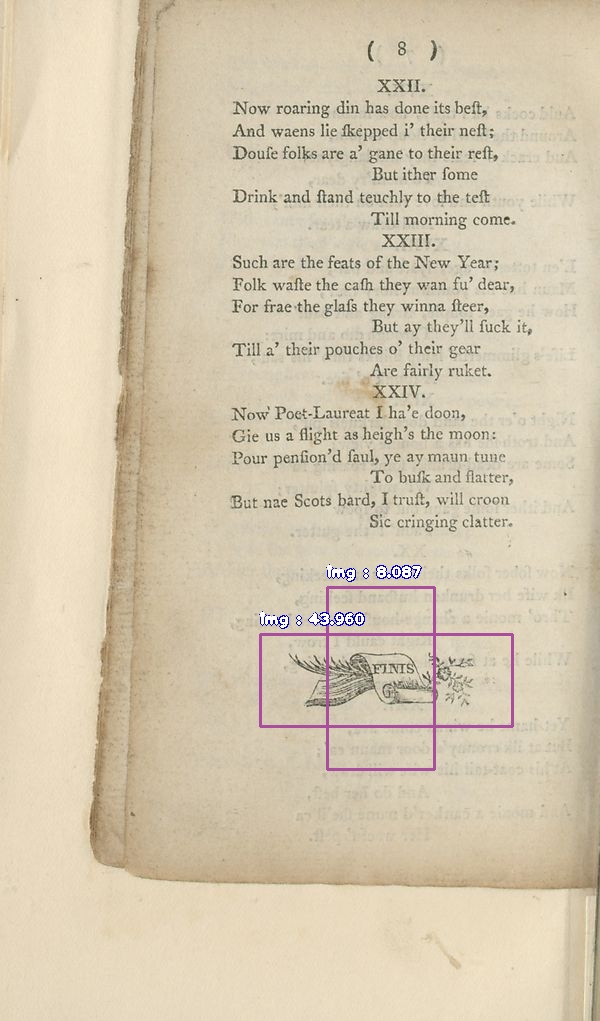 ( 8 )
XXII.
Now roaring din has done its beſt,
And waens lie ſkepped i' their neſt;
Douſe folks are a' gane to their reſt,
But ither ſome
Drink and ſtand teuchly to the teſt
Till morning come.
XXIII.
Such are the feats of the New Year;
Folk waſte the caſh they wan fu' dear,
For frae the glaſs they winna ſteer,
But ay they'll ſuck it,
Till a' their pouches o' their gear
Are fairly ruket.
XXIV.
Now Poet-Laureat I ha'e doon,
Gie us a flight as heigh's the moon:
Pour penſion'd ſaul, ye ay maun tune
To buſk and flatter,
But nae Scots bard, I truſt, will croon
Sic cringing clatter.
img : 8.087
img : 43.960
FINIS